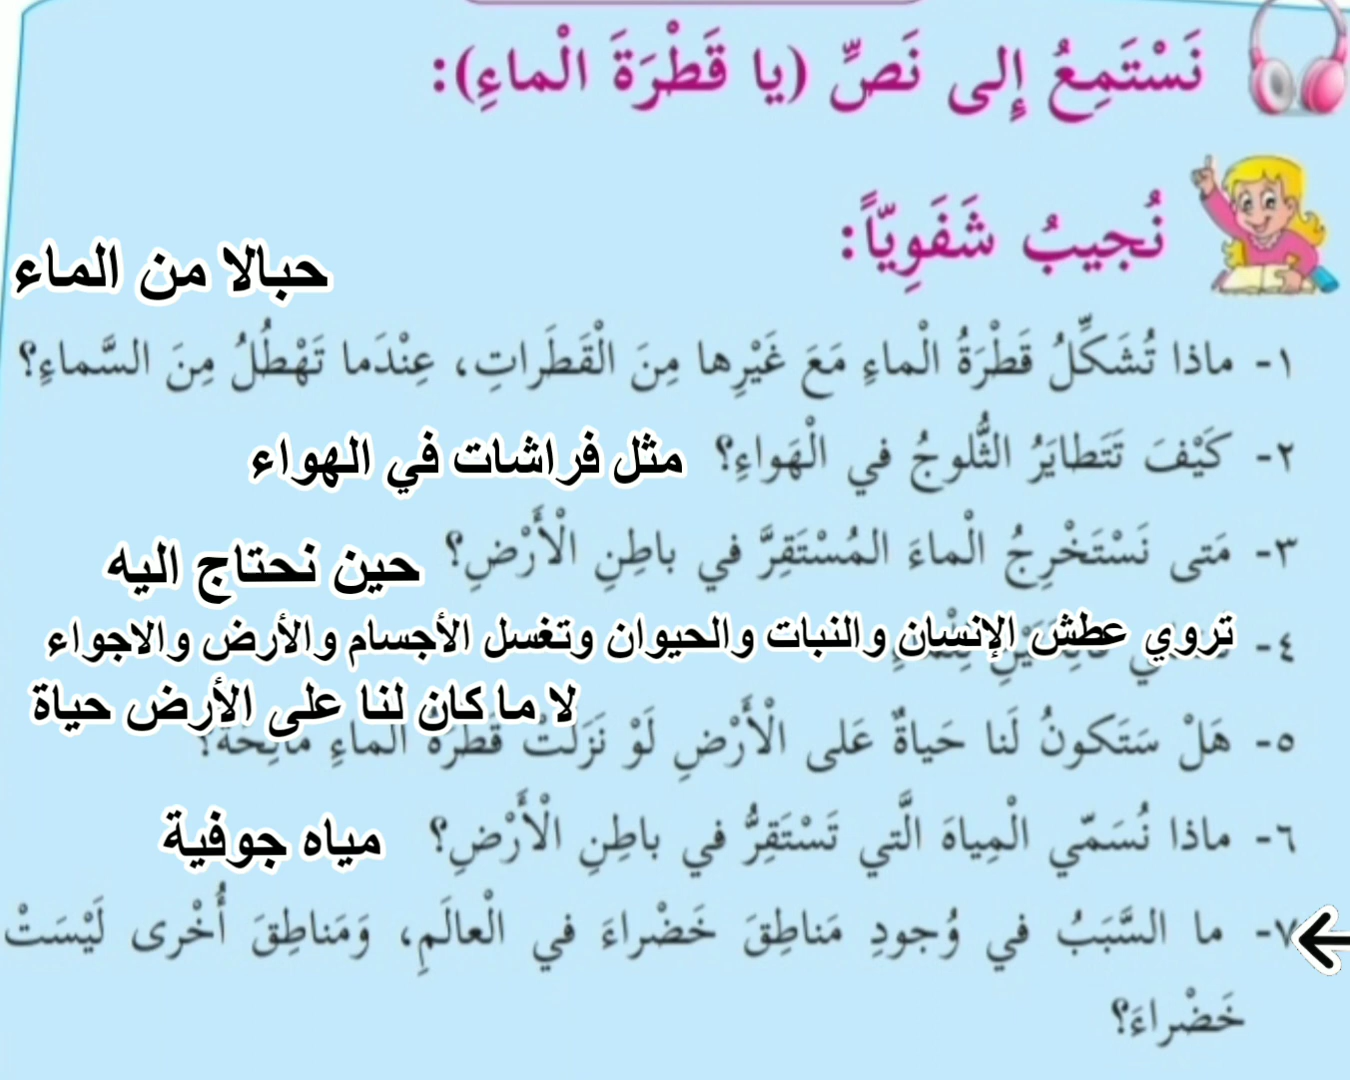 نَسْتَمِعُ إِلى نَصِّ (يا قَطْرَةَ الْماءِ):
نُجيبُ شَفَوِيّاً:
حبالا من الماء
١- ماذا تُشَكِّلُ قَطْرَةُ الْماءِ مَعَ غَيْرِها مِنَ الْقَطَراتِ، عِنْدَما تَهْطُلُ مِنَ السَّماءِ؟
٢- كَيْفَ تَتَطايَرُ الثُّلوجُ في الْهَواءِ؟ مثل فراشات في الهواء
٣- مَتى نَسْتَخْرِجُ الْماءَ المُسْتَقِرَّ في باطِنِ الْأَرْضِ؟ حين نحتاج اليه
٤- تروي عطش الإنسان والنبات والحيوان وتغسل الأجسام والأرض والاجواء
لا ما كان لنا على الأرض حياة
٥- هَلْ سَتَكونُ لَنا حَياةٌ عَلى الْأَرْضِ لَوْ نَزَلَتْ قَطْرَةُ الْماءِ مالِحَةً؟
٦- ماذا نُسَمّي الْمِياهَ الَّتي تَسْتَقِرُّ في باطِنِ الْأَرْضِ؟ مياه جوفية
٧- ما السَّبَبُ في وُجودِ مَناطِقَ خَضْراءَ في الْعالَمِ، وَمَناطِقَ أُخْرى لَيْسَتْ
خَضْراءَ؟